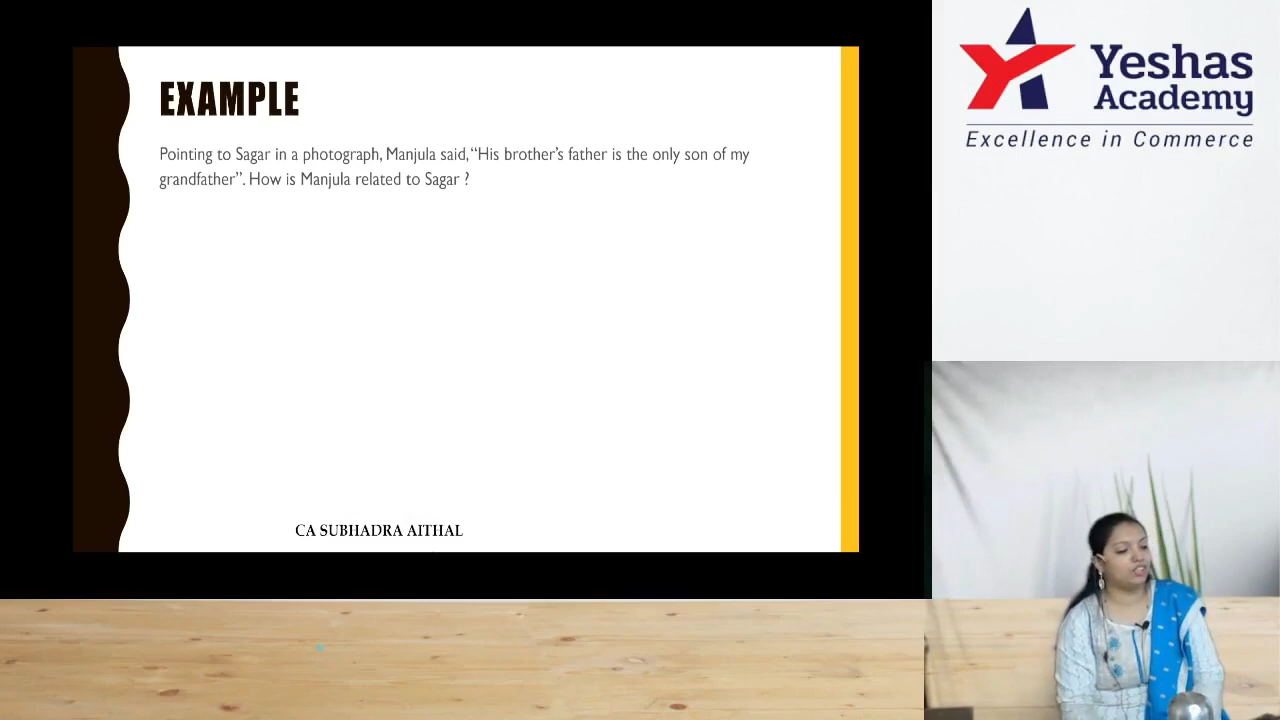 EXAMPLE
Pointing to Sagar in a photograph, Manjula said, “His brother’s father is the only son of my
grandfather”. How is Manjula related to Sagar ?
CA SUBHADRA AITHAL
Yeshas
Academy
Excellence in Commerce